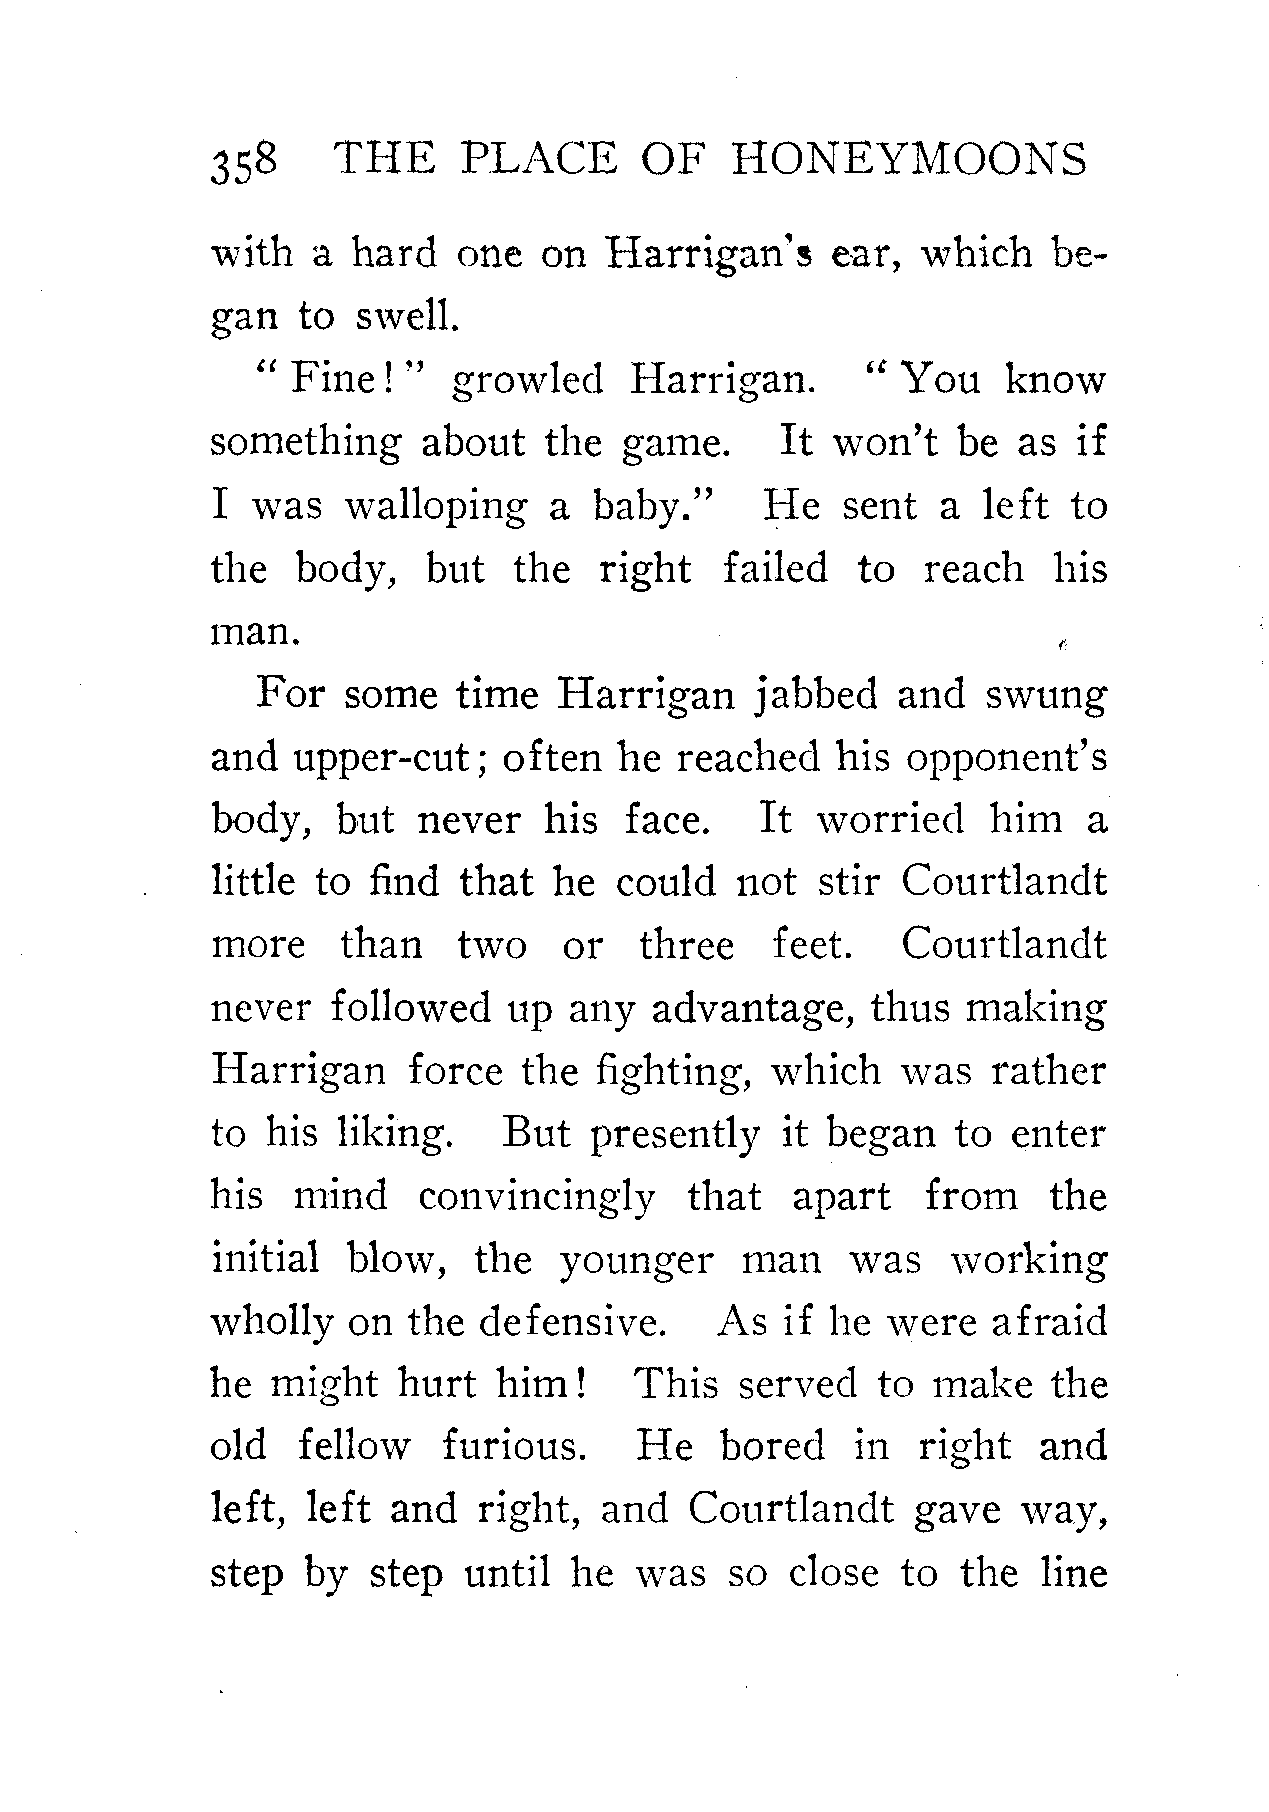 358 THE PLACE OF HONEYMOONS
with a hard one on Harrigan's ear, which be-
gan to swell.
" Fine! " growled Harrigan. " You know
something about the game. It won't be as if
I was walloping a baby." He sent a left to
the body, but the right failed to reach his
man.
For some time Harrigan jabbed and swung
and upper-cut; often he reached his opponent's
body, but never his face. It worried him a
little to find that he could not stir Courtlandt
more than two or three feet. Courtlandt
never followed up any advantage, thus making
Harrigan force the fighting, which was rather
to his liking. But presently it began to enter
his mind convincingly that apart from the
initial blow, the younger man was working
wholly on the defensive. As if he were afraid
he might hurt him! This served to make the
old fellow furious. He bored in right and
left, left and right, and Courtlandt gave way,
step by step until he was so close to the line